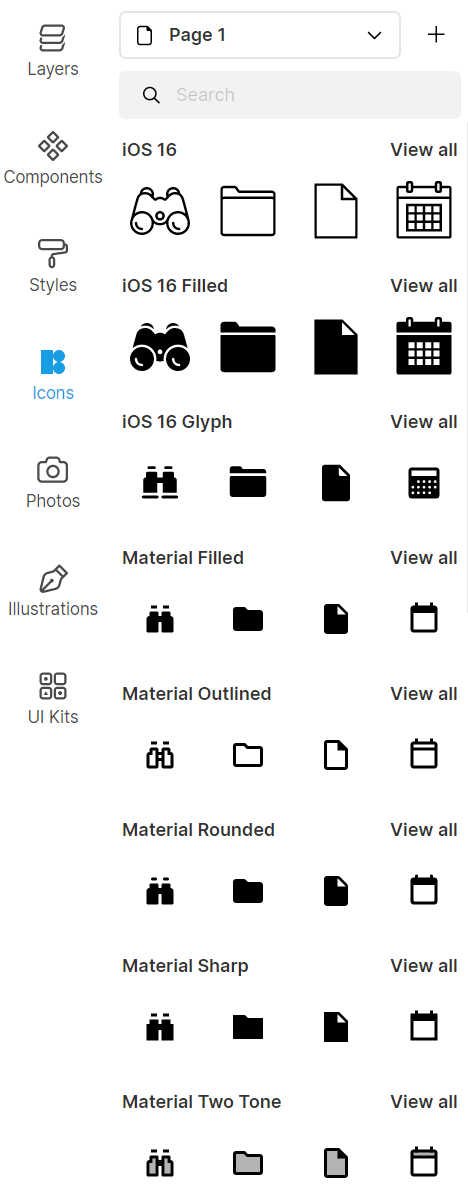 Layers
Components
Styles
Icons
Photos
Illustrations
UI Kits
Page 1
Search
iOS 16 View all
iOS 16 Filled View all
iOS 16 Glyph View all
Material Filled View all
Material Outlined View all
Material Rounded View all
Material Sharp View all
Material Two Tone View all